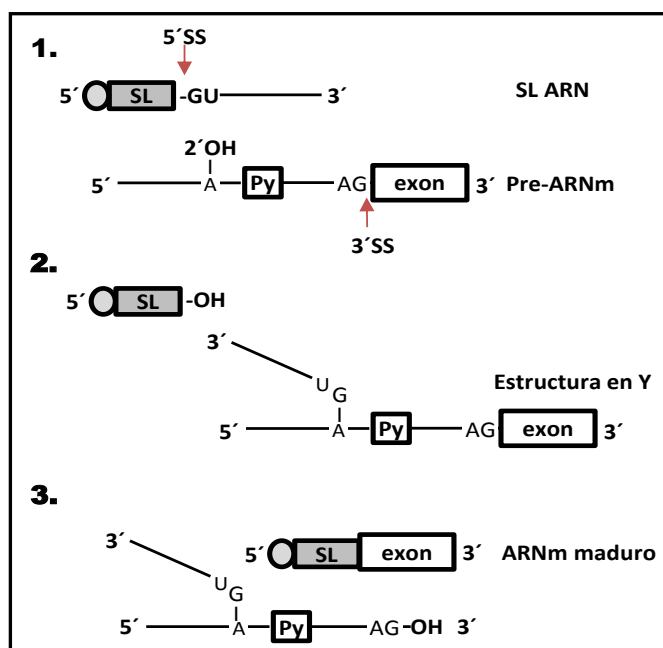 1.
5´SS
5´ SL -GU 3´ SL ARN
2´OH
5´ A Py AG exon 3´ Pre-ARNm
3´SS
2.
5´ SL -OH
3´
U
G
Estructura en Y
5´ A Py AG exon 3´
3.
3´
5´ SL exon 3´ ARNm maduro
U
G
5´ A Py AG-OH 3´